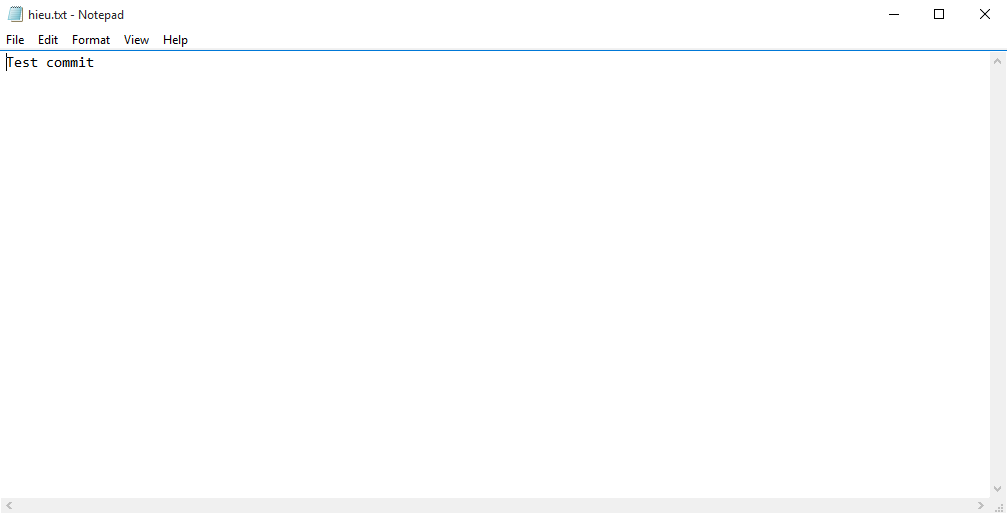 hieu.txt - Notepad
File Edit Format View Help
Test commit